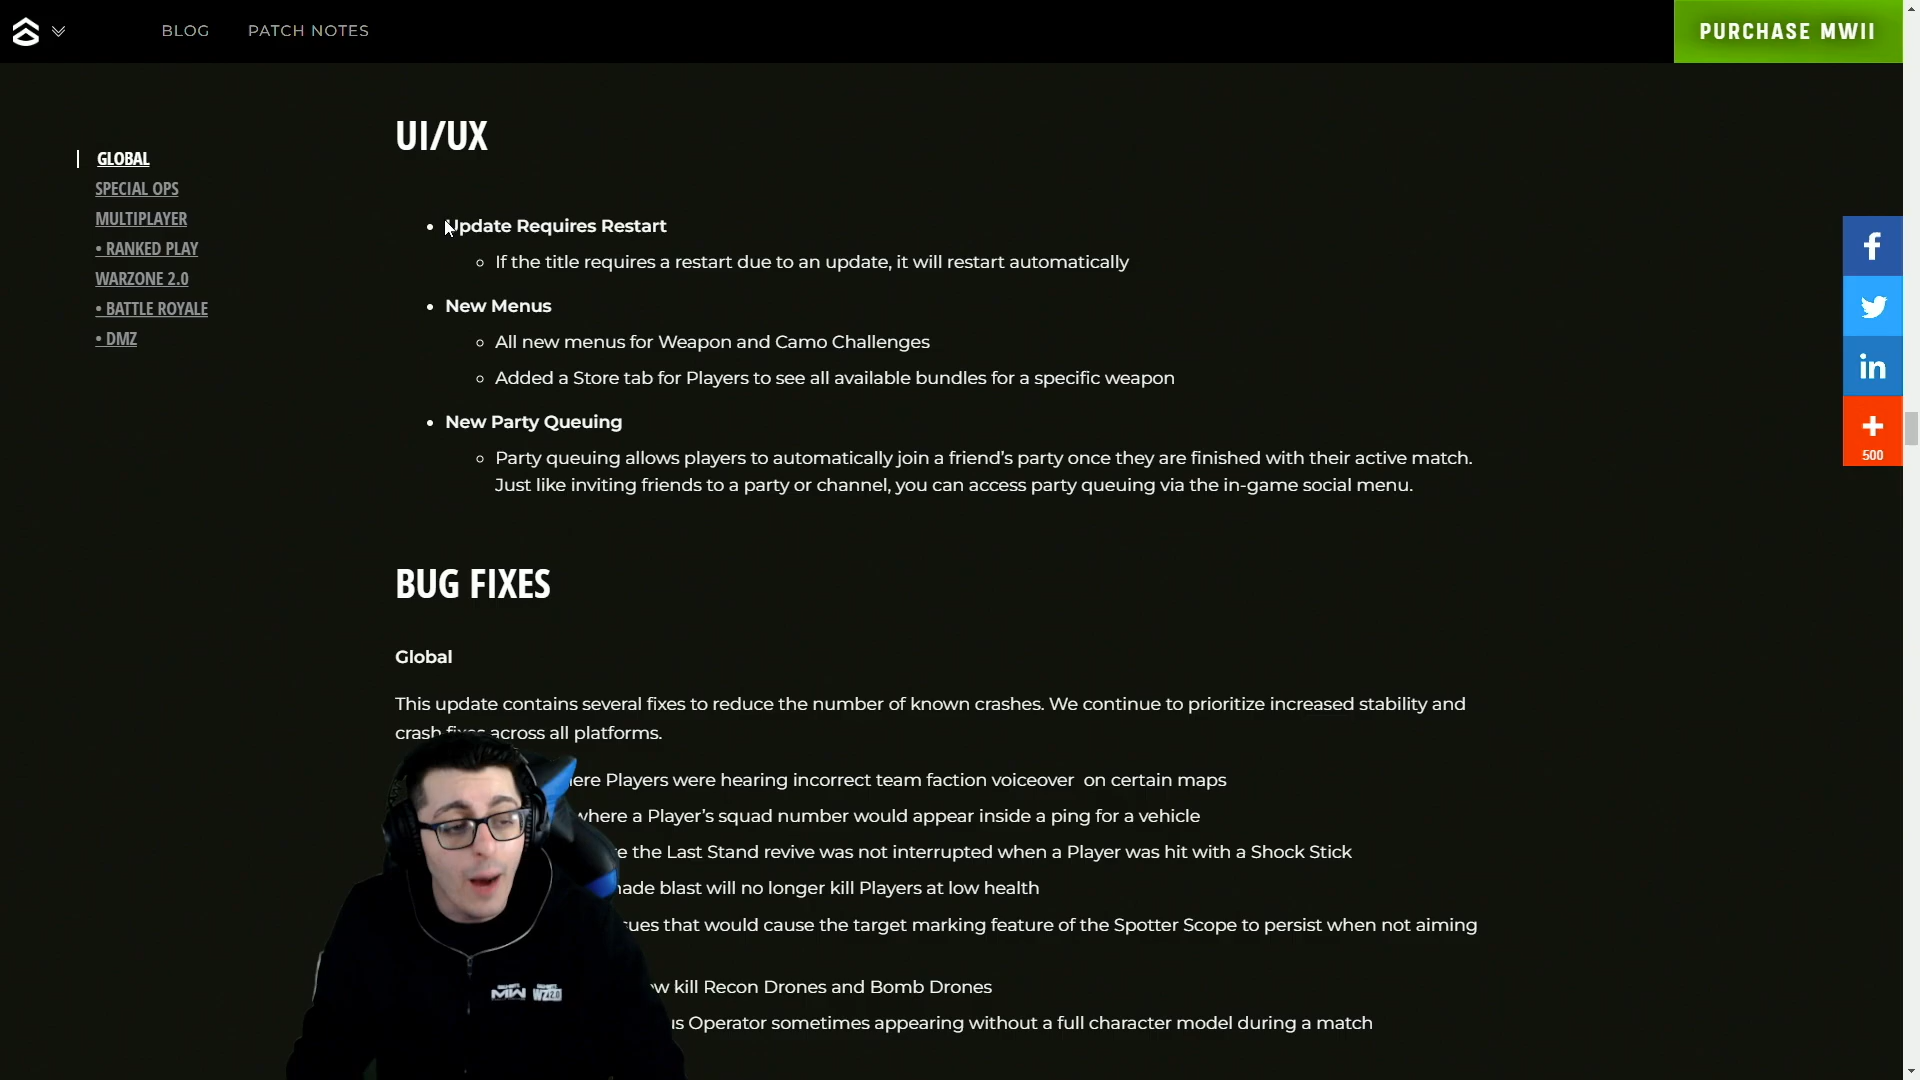 BLOG PATCH NOTES PURCHASE MWII
UI/UX
GLOBAL
SPECIAL OPS
MULTIPLAYER
• RANKED PLAY
WARZONE 2.0
• BATTLE ROYALE
• DMZ
• Update Requires Restart
If the title requires a restart due to an update, it will restart automatically
• New Menus
All new menus for Weapon and Camo Challenges
Added a Store tab for Players to see all available bundles for a specific weapon
• New Party Queuing
Party queuing allows players to automatically join a friend’s party once they are finished with their active match.
Just like inviting friends to a party or channel, you can access party queuing via the in-game social menu.
500
BUG FIXES
Global
This update contains several fixes to reduce the number of known crashes. We continue to prioritize increased stability and
crash fixes across all platforms.
Players were hearing incorrect team faction voiceover on certain maps
where a Player’s squad number would appear inside a ping for a vehicle
the Last Stand revive was not interrupted when a Player was hit with a Shock Stick
blast will no longer kill Players at low health
that would cause the target marking feature of the Spotter Scope to persist when not aiming
kill Recon Drones and Bomb Drones
Operator sometimes appearing without a full character model during a match
MW WZ2.0